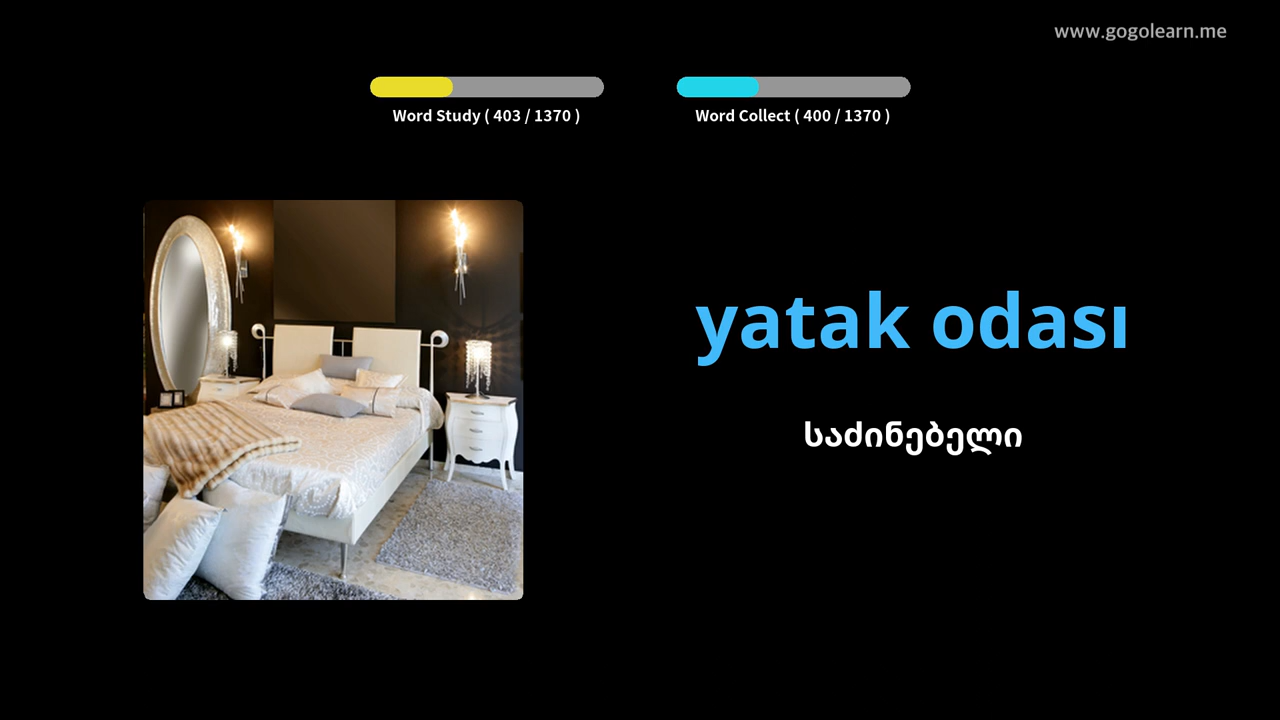 www.gogolearn.me
Word Study ( 403 / 1370 )
Word Collect ( 400 / 1370 )
yatak odası
საძინებელი